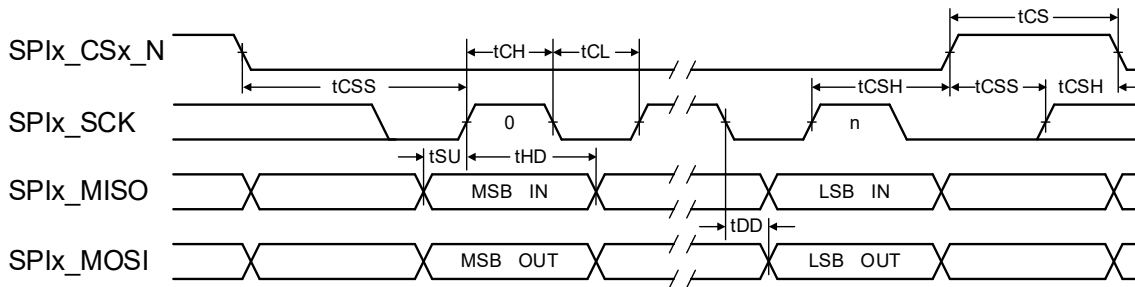 tCS
SPIx_CSx_N
tCH
tCL
tCSS
tCSH
tCSS
tCSH
SPIx_SCK
0
n
tSU
tHD
SPIx_MISO
MSB IN
LSB IN
tDD
SPIx_MOSI
MSB OUT
LSB OUT